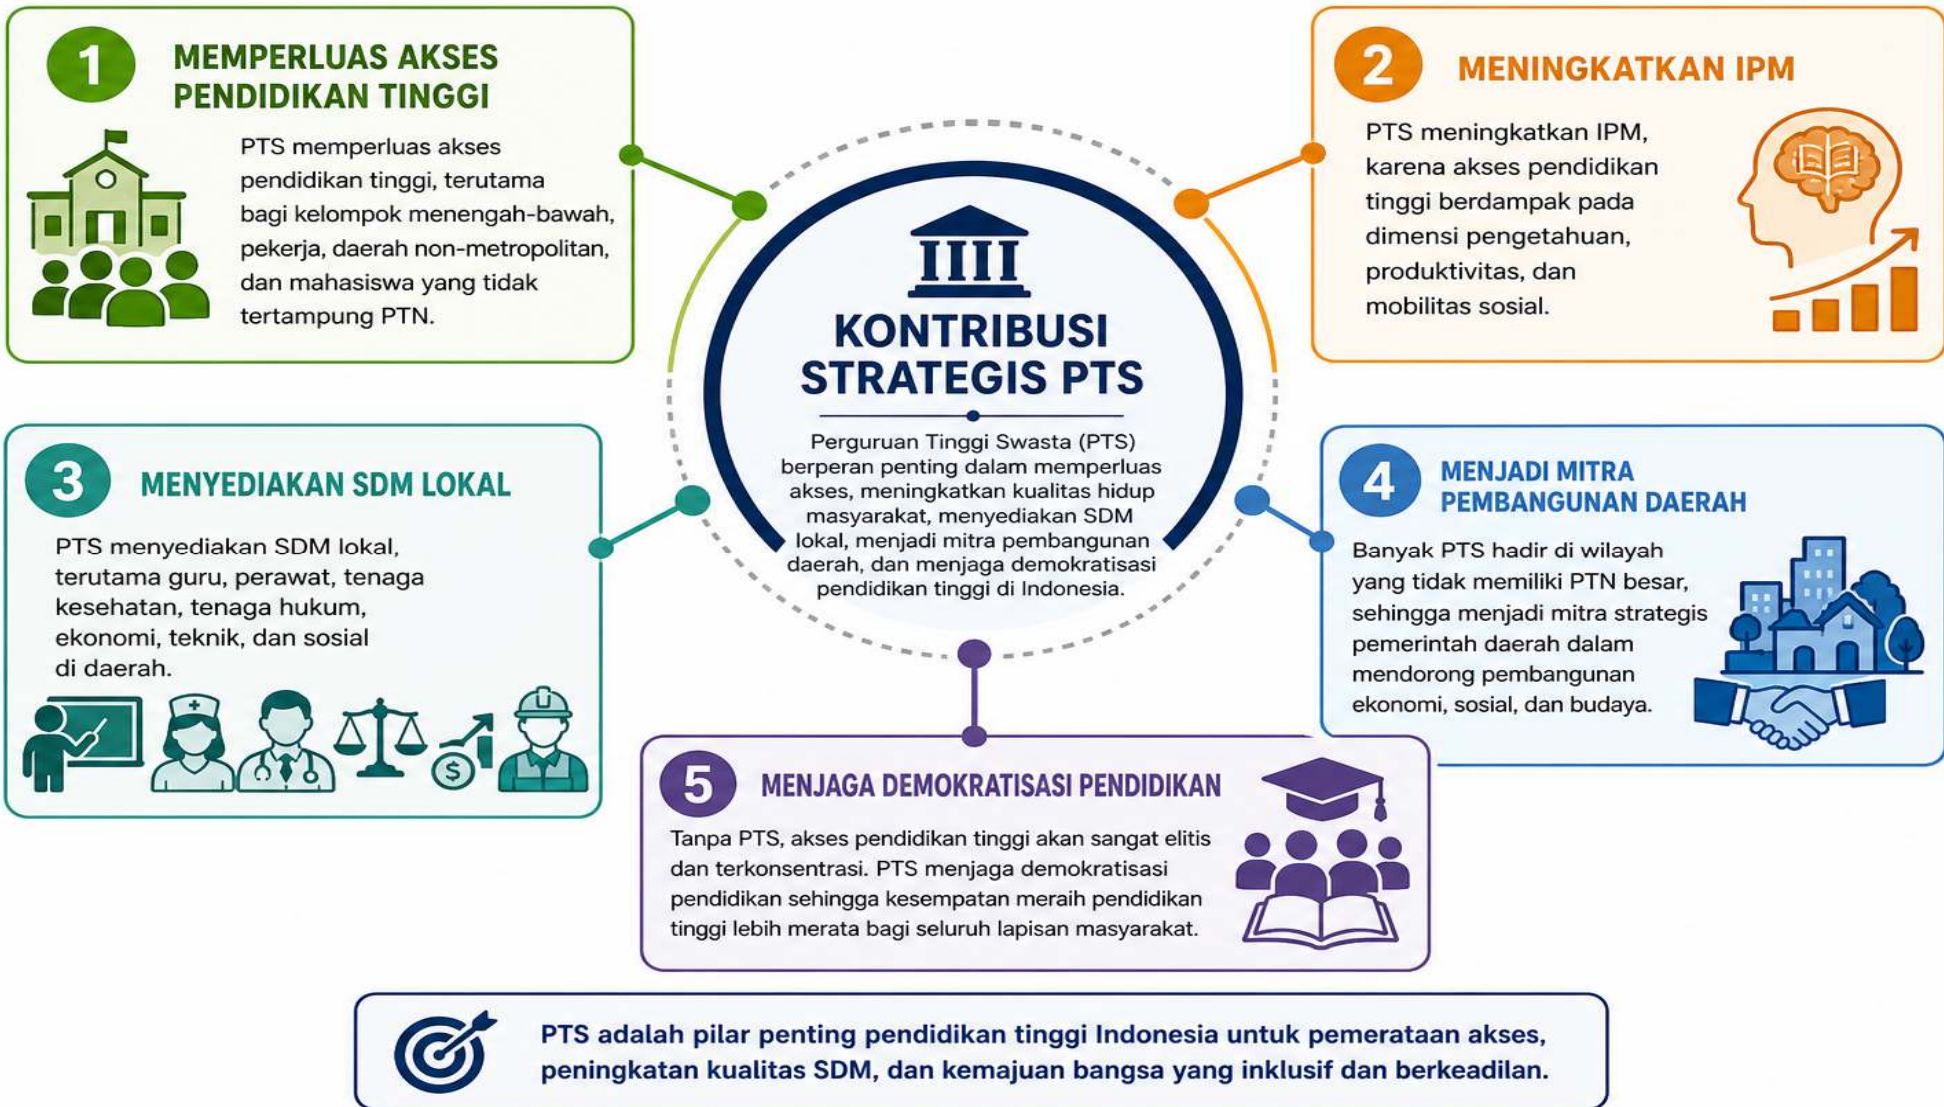 1
MEMPERLUAS AKSES
PENDIDIKAN TINGGI
PTS memperluas akses
pendidikan tinggi, terutama
bagi kelompok menengah-bawah,
pekerja, daerah non-metropolitan,
dan mahasiswa yang tidak
tertampung PTN.
2
MENINGKATKAN IPM
PTS meningkatkan IPM,
karena akses pendidikan
tinggi berdampak pada
dimensi pengetahuan,
produktivitas, dan
mobilitas sosial.
KONTRIBUSI
STRATEGIS PTS
Perguruan Tinggi Swasta (PTS)
berperan penting dalam memperluas
akses, meningkatkan kualitas hidup
masyarakat, menyediakan SDM
lokal, menjadi mitra pembangunan
daerah, dan menjaga demokratisasi
pendidikan tinggi di Indonesia.
3
MENYEDIAKAN SDM LOKAL
PTS menyediakan SDM lokal,
terutama guru, perawat, tenaga
kesehatan, tenaga hukum,
ekonomi, teknik, dan sosial
di daerah.
$
4
MENJADI MITRA
PEMBANGUNAN DAERAH
Banyak PTS hadir di wilayah
yang tidak memiliki PTN besar,
sehingga menjadi mitra strategis
pemerintah daerah dalam
mendorong pembangunan
ekonomi, sosial, dan budaya.
5
MENJAGA DEMOKRATISASI PENDIDIKAN
Tanpa PTS, akses pendidikan tinggi akan sangat elitis
dan terkonsentrasi. PTS menjaga demokratisasi
pendidikan sehingga kesempatan meraih pendidikan
tinggi lebih merata bagi seluruh lapisan masyarakat.
PTS adalah pilar penting pendidikan tinggi Indonesia untuk pemerataan akses,
peningkatan kualitas SDM, dan kemajuan bangsa yang inklusif dan berkeadilan.